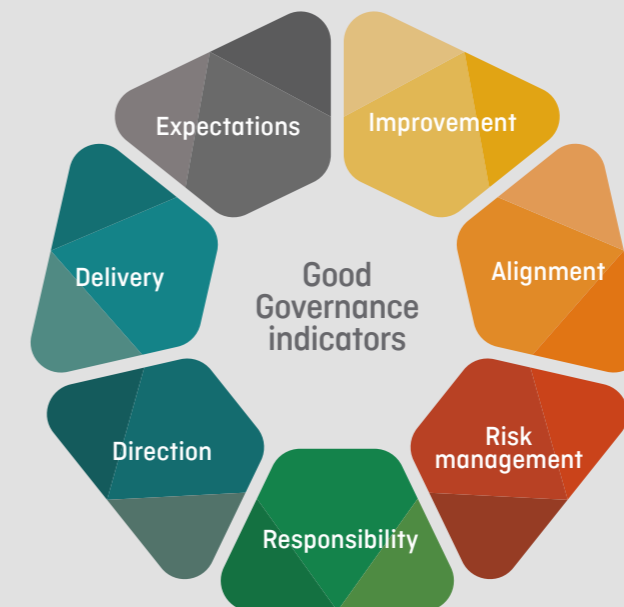 Expectations
Improvement
Delivery
Good
Governance
indicators
Alignment
Direction
Risk
management
Responsibility